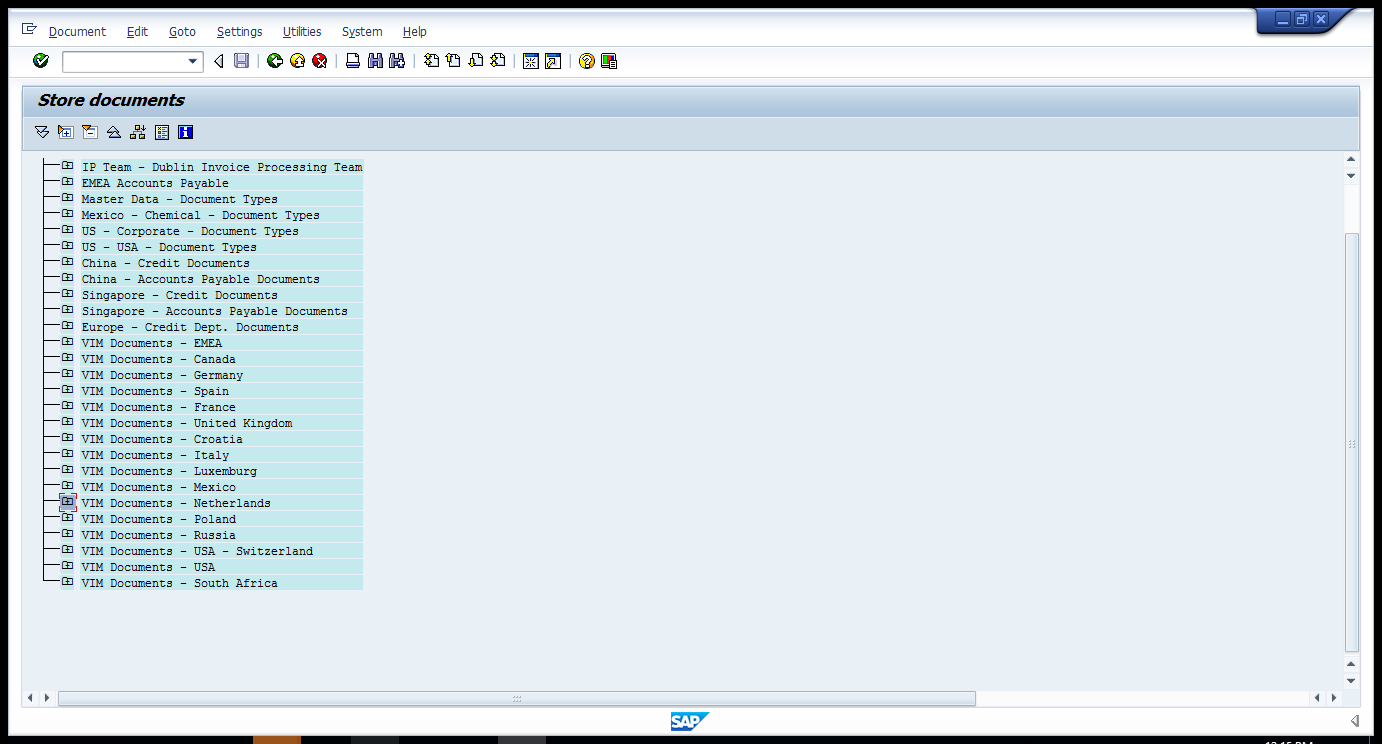 Document Edit Goto Settings Utilities System Help
Store documents
IP Team - Dublin Invoice Processing Team
EMEA Accounts Payable
Master Data - Document Types
Mexico - Chemical - Document Types
US - Corporate - Document Types
US - USA - Document Types
China - Credit Documents
China - Accounts Payable Documents
Singapore - Credit Documents
Singapore - Accounts Payable Documents
Europe - Credit Dept. Documents
VIM Documents - EMEA
VIM Documents - Canada
VIM Documents - Germany
VIM Documents - Spain
VIM Documents - France
VIM Documents - United Kingdom
VIM Documents - Croatia
VIM Documents - Italy
VIM Documents - Luxemburg
VIM Documents - Mexico
VIM Documents - Netherlands
VIM Documents - Poland
VIM Documents - Russia
VIM Documents - USA - Switzerland
VIM Documents - USA
VIM Documents - South Africa
SAP